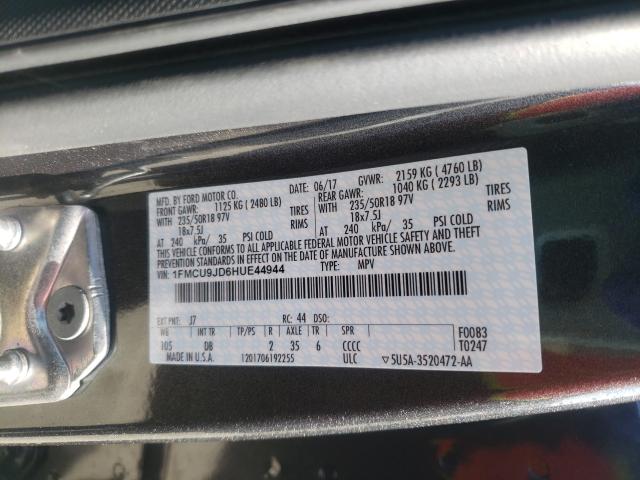 MFD. BY FORD MOTOR CO.
DATE: 06/17 GVWR: 2159 KG ( 4760 LB)
FRONT GAWR: 1125 KG ( 2480 LB) REAR GAWR: 1040 KG ( 2293 LB)
WITH 235/50R18 97V TIRES WITH 235/50R18 97V TIRES
18x7.5J RIMS 18x7.5J RIMS
AT 240 kPa/ 35 PSI COLD AT 240 kPa/ 35 PSI COLD
THIS VEHICLE CONFORMS TO ALL APPLICABLE FEDERAL MOTOR VEHICLE SAFETY AND THEFT
PREVENTION STANDARDS IN EFFECT ON THE DATE OF MANUFACTURE SHOWN ABOVE.
VIN: 1FMCU9JD6HUE44944 TYPE: MPV
EXT PNT: J7 RC: 44 DSO: F0083
WB INT TR TP/PS R AXLE TR SPR T0247
105 DB 2 35 6 CCCC
MADE IN U.S.A. 1201706192255 ULC ▽5U5A-3520472-AA